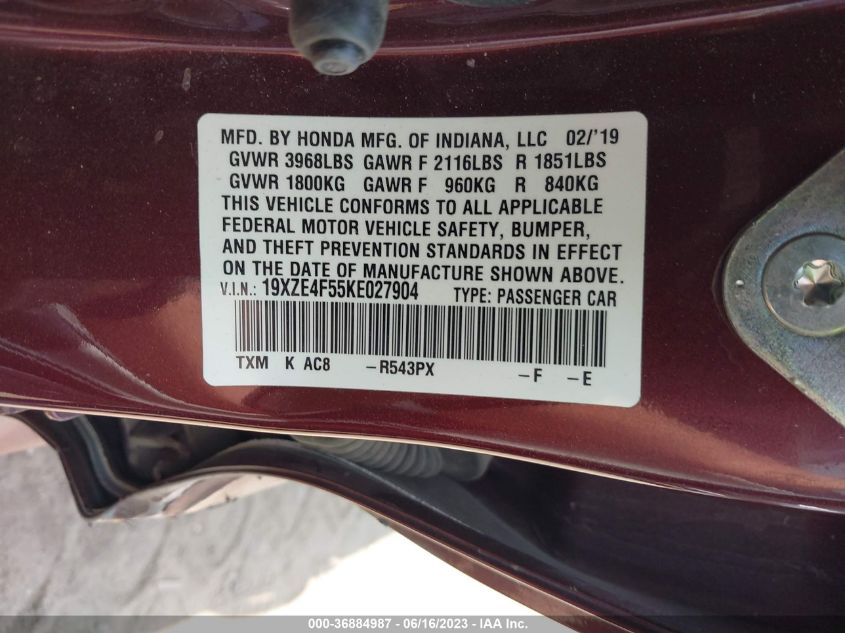 MFD. BY HONDA MFG. OF INDIANA, LLC 02/'19
GVWR 3968LBS GAWR F 2116LBS R 1851LBS
GVWR 1800KG GAWR F 960KG R 840KG
THIS VEHICLE CONFORMS TO ALL APPLICABLE
FEDERAL MOTOR VEHICLE SAFETY, BUMPER,
AND THEFT PREVENTION STANDARDS IN EFFECT
ON THE DATE OF MANUFACTURE SHOWN ABOVE.
V.I.N.: 19XZE4F55KE027904 TYPE: PASSENGER CAR
TXM K AC8 -R543PX -F -E
000-36884987 - 06/16/2023 - IAA Inc.